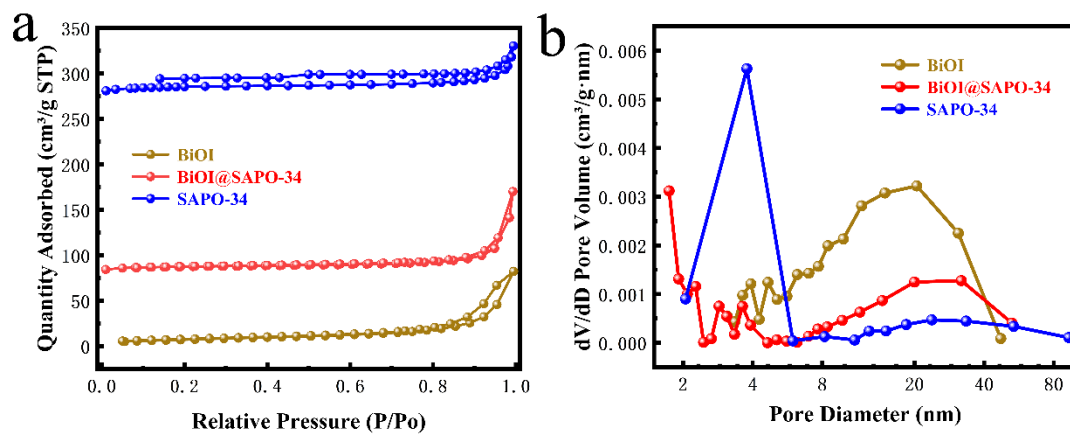 a
Quantity Adsorbed (cm³/g STP)
350
300
250
200
150
100
50
0
BiOI
BiOI@SAPO-34
SAPO-34
0.0 0.2 0.4 0.6 0.8 1.0
Relative Pressure (P/Po)
b
dV/dD Pore Volume (cm³/g·nm)
0.006
0.005
0.004
0.003
0.002
0.001
0.000
BiOI
BiOI@SAPO-34
SAPO-34
2 4 8 20 40 80
Pore Diameter (nm)